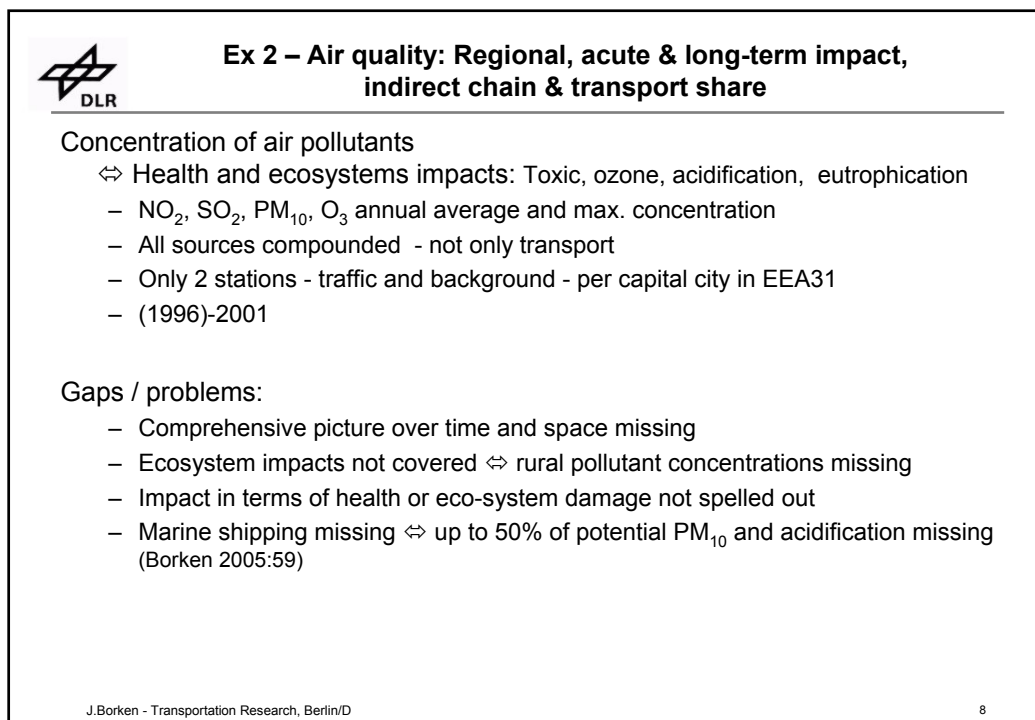 DLR
Ex 2 – Air quality: Regional, acute & long-term impact,
indirect chain & transport share
Concentration of air pollutants
⇔ Health and ecosystems impacts: Toxic, ozone, acidification, eutrophication
– NO₂, SO₂, PM₁₀, O₃ annual average and max. concentration
– All sources compounded - not only transport
– Only 2 stations - traffic and background - per capital city in EEA31
– (1996)-2001
Gaps / problems:
– Comprehensive picture over time and space missing
– Ecosystem impacts not covered ⇔ rural pollutant concentrations missing
– Impact in terms of health or eco-system damage not spelled out
– Marine shipping missing ⇔ up to 50% of potential PM₁₀ and acidification missing
(Borken 2005:59)
J.Borken - Transportation Research, Berlin/D 8